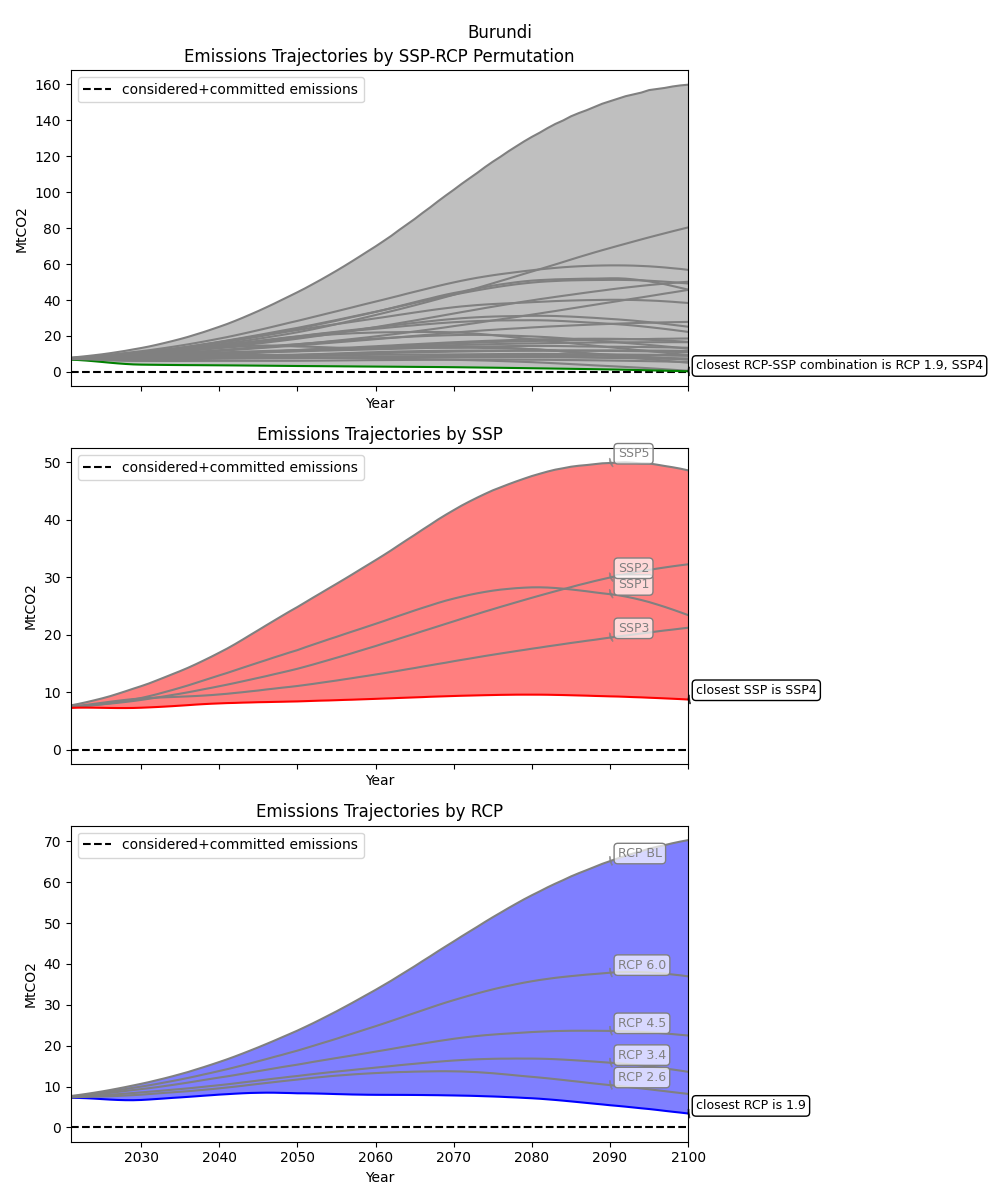 Burundi
Emissions Trajectories by SSP-RCP Permutation
considered+committed emissions
160
140
120
100
80
60
40
20
0
MtCO2
Year
closest RCP-SSP combination is RCP 1.9, SSP4
Emissions Trajectories by SSP
considered+committed emissions
50
40
30
20
10
0
MtCO2
SSP5
SSP2
SSP1
SSP3
closest SSP is SSP4
Year
Emissions Trajectories by RCP
considered+committed emissions
70
60
50
40
30
20
10
0
MtCO2
RCP BL
RCP 6.0
RCP 4.5
RCP 3.4
RCP 2.6
closest RCP is 1.9
2030 2040 2050 2060 2070 2080 2090 2100
Year